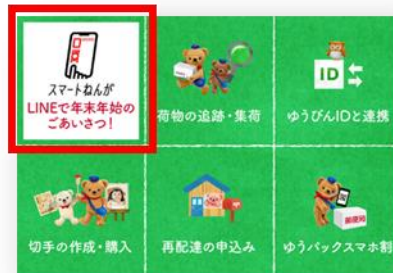 スマートねんが
LINEで年末年始の
ごあいさつ!
荷物の追跡・集荷
ID
ゆうびんIDと連携
切手の作成・購入
再配達の申込み
郵便局
ゆうパックスマホ割